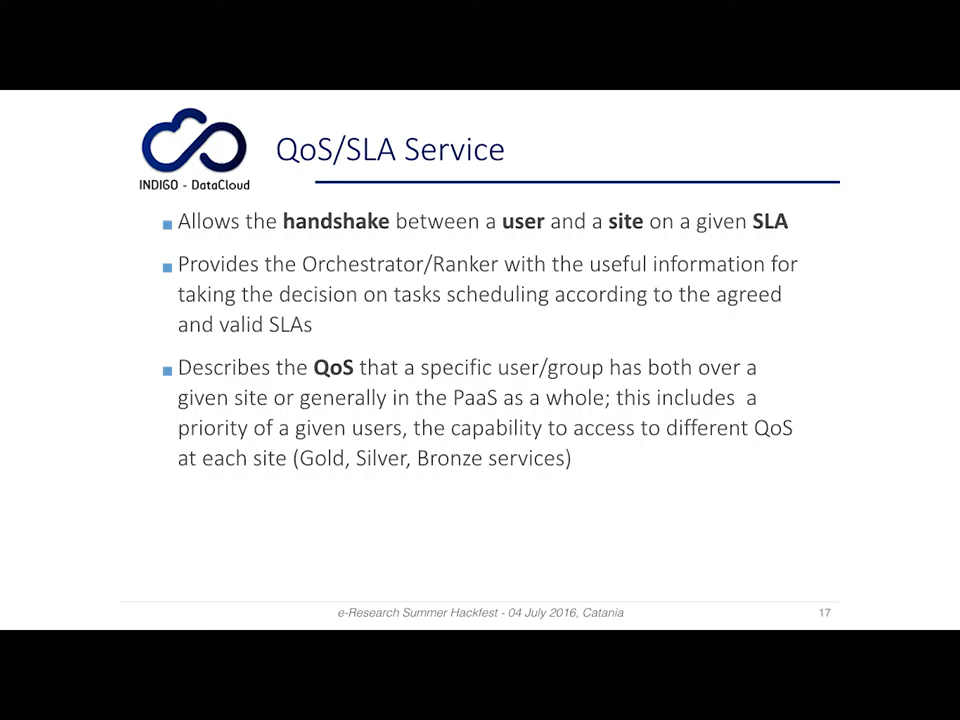 INDIGO - DataCloud
QoS/SLA Service
Allows the handshake between a user and a site on a given SLA
Provides the Orchestrator/Ranker with the useful information for
taking the decision on tasks scheduling according to the agreed
and valid SLAs
Describes the QoS that a specific user/group has both over a
given site or generally in the PaaS as a whole; this includes a
priority of a given users, the capability to access to different QoS
at each site (Gold, Silver, Bronze services)
e-Research Summer Hackfest - 04 July 2016, Catania
17